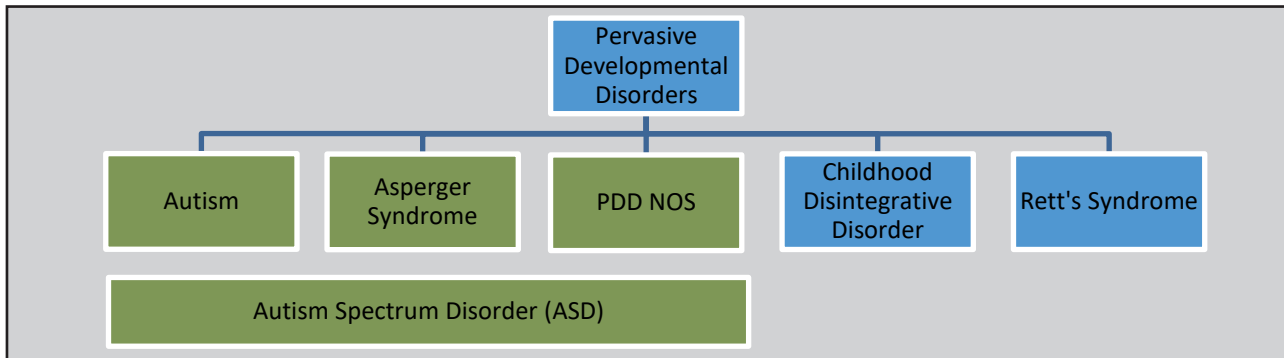 Pervasive
Developmental
Disorders
Autism
Asperger
Syndrome
PDD NOS
Childhood
Disintegrative
Disorder
Rett's Syndrome
Autism Spectrum Disorder (ASD)